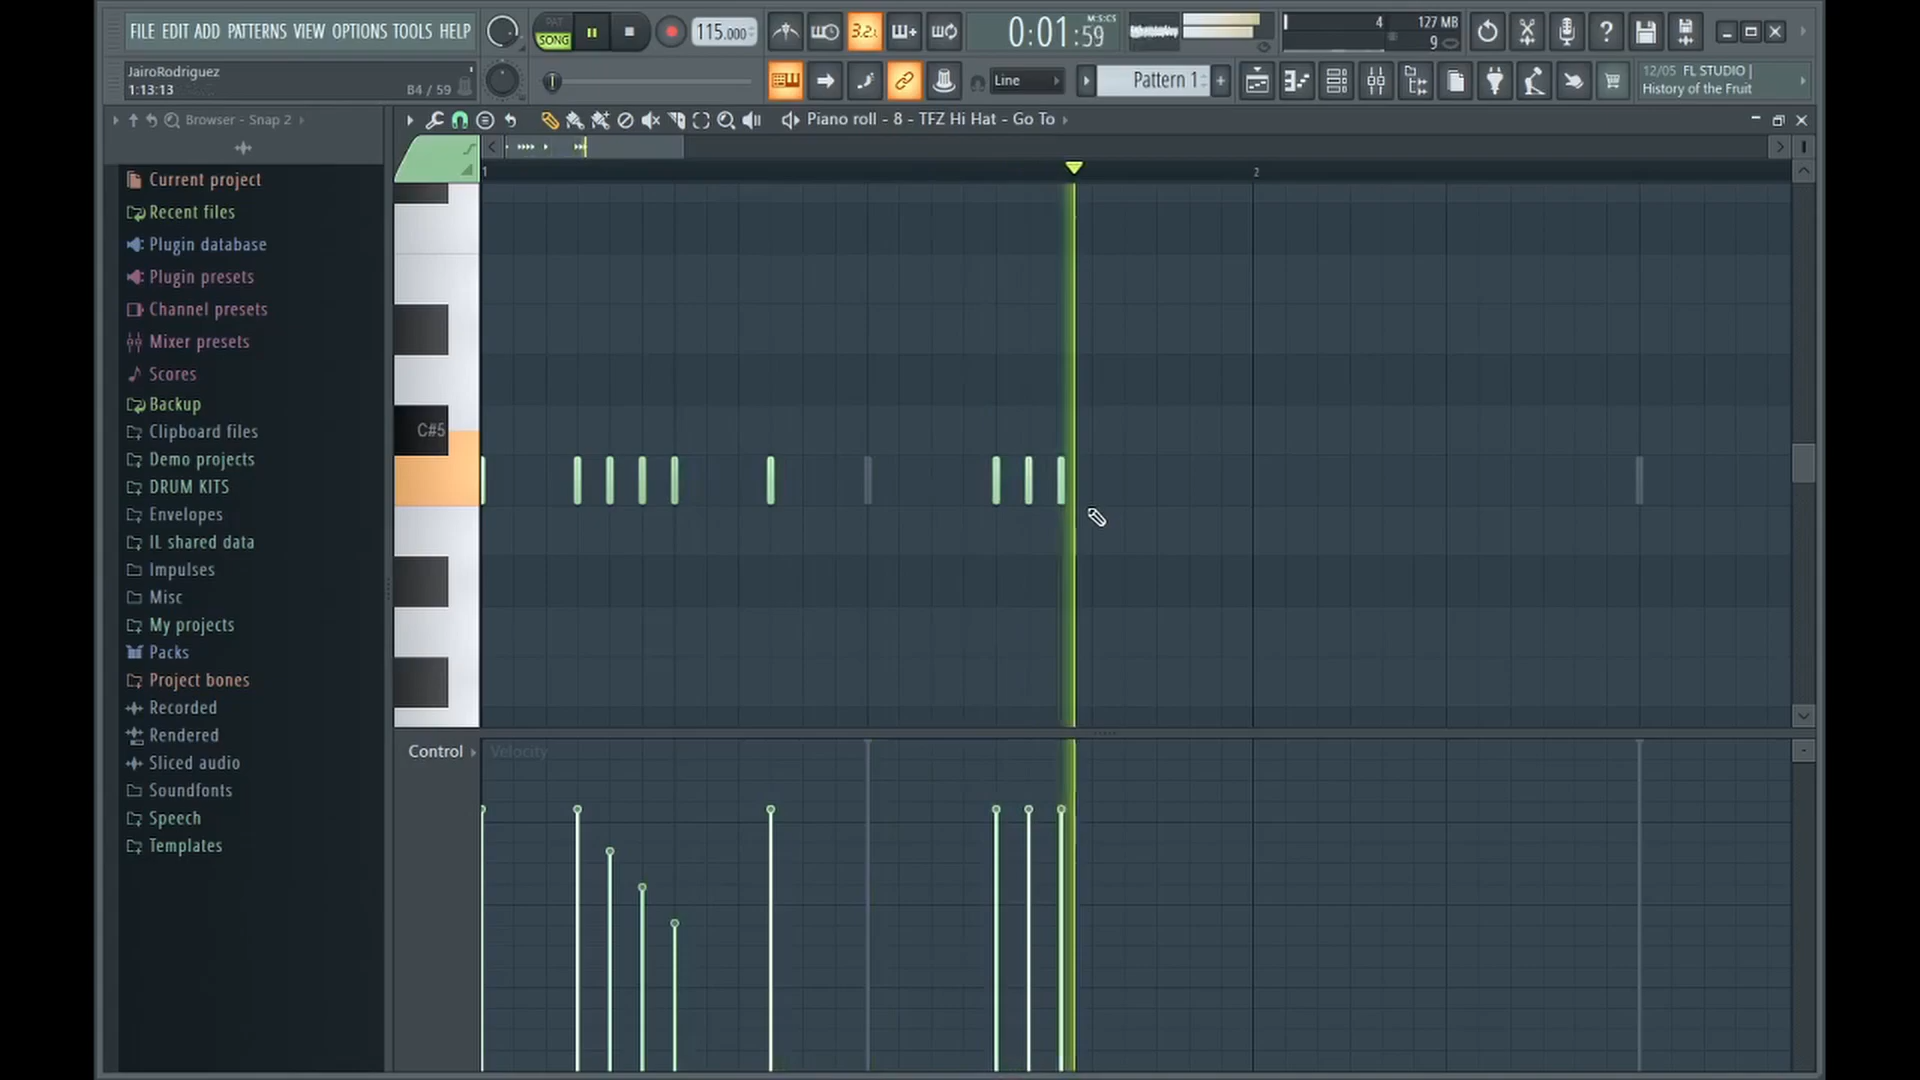 FILE EDIT ADD PATTERNS VIEW OPTIONS TOOLS HELP
PAT
SONG
115.000
3.2.
0:01:59
M:S:CS
4
127 MB
9
JairoRodriguez
1:13:13
B4 / 59
Line
Pattern 1
12/05 FL STUDIO |
History of the Fruit
Browser - Snap 2
Piano roll - 8 - TFZ Hi Hat - Go To
1
2
Current project
Recent files
Plugin database
Plugin presets
Channel presets
Mixer presets
Scores
Backup
Clipboard files
Demo projects
DRUM KITS
Envelopes
IL shared data
Impulses
Misc
My projects
Packs
Project bones
Recorded
Rendered
Sliced audio
Soundfonts
Speech
Templates
C#5
Control
Velocity